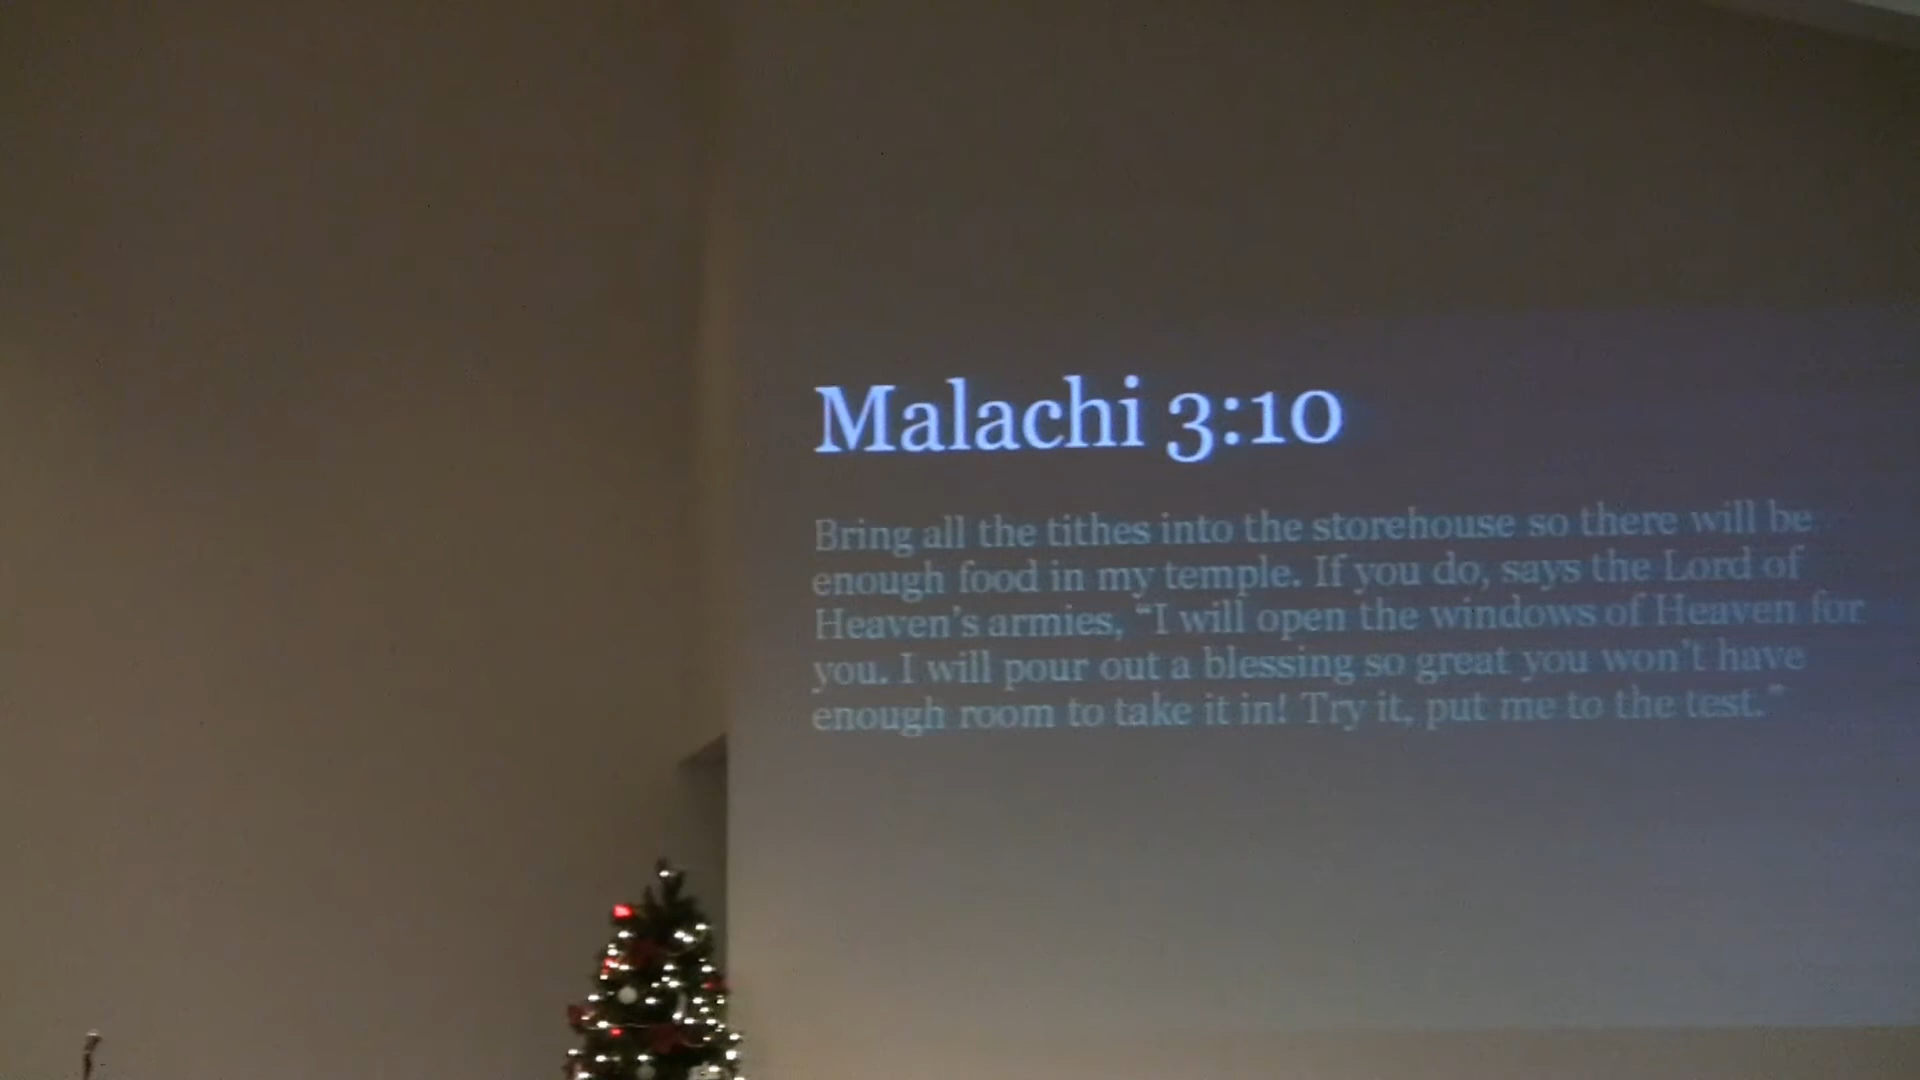 Malachi 3:10
Bring all the tithes into the storehouse so there will be
enough food in my temple. If you do, says the Lord of
Heaven's armies, “I will open the windows of Heaven for
you. I will pour out a blessing so great you won't have
enough room to take it in! Try it, put me to the test.”